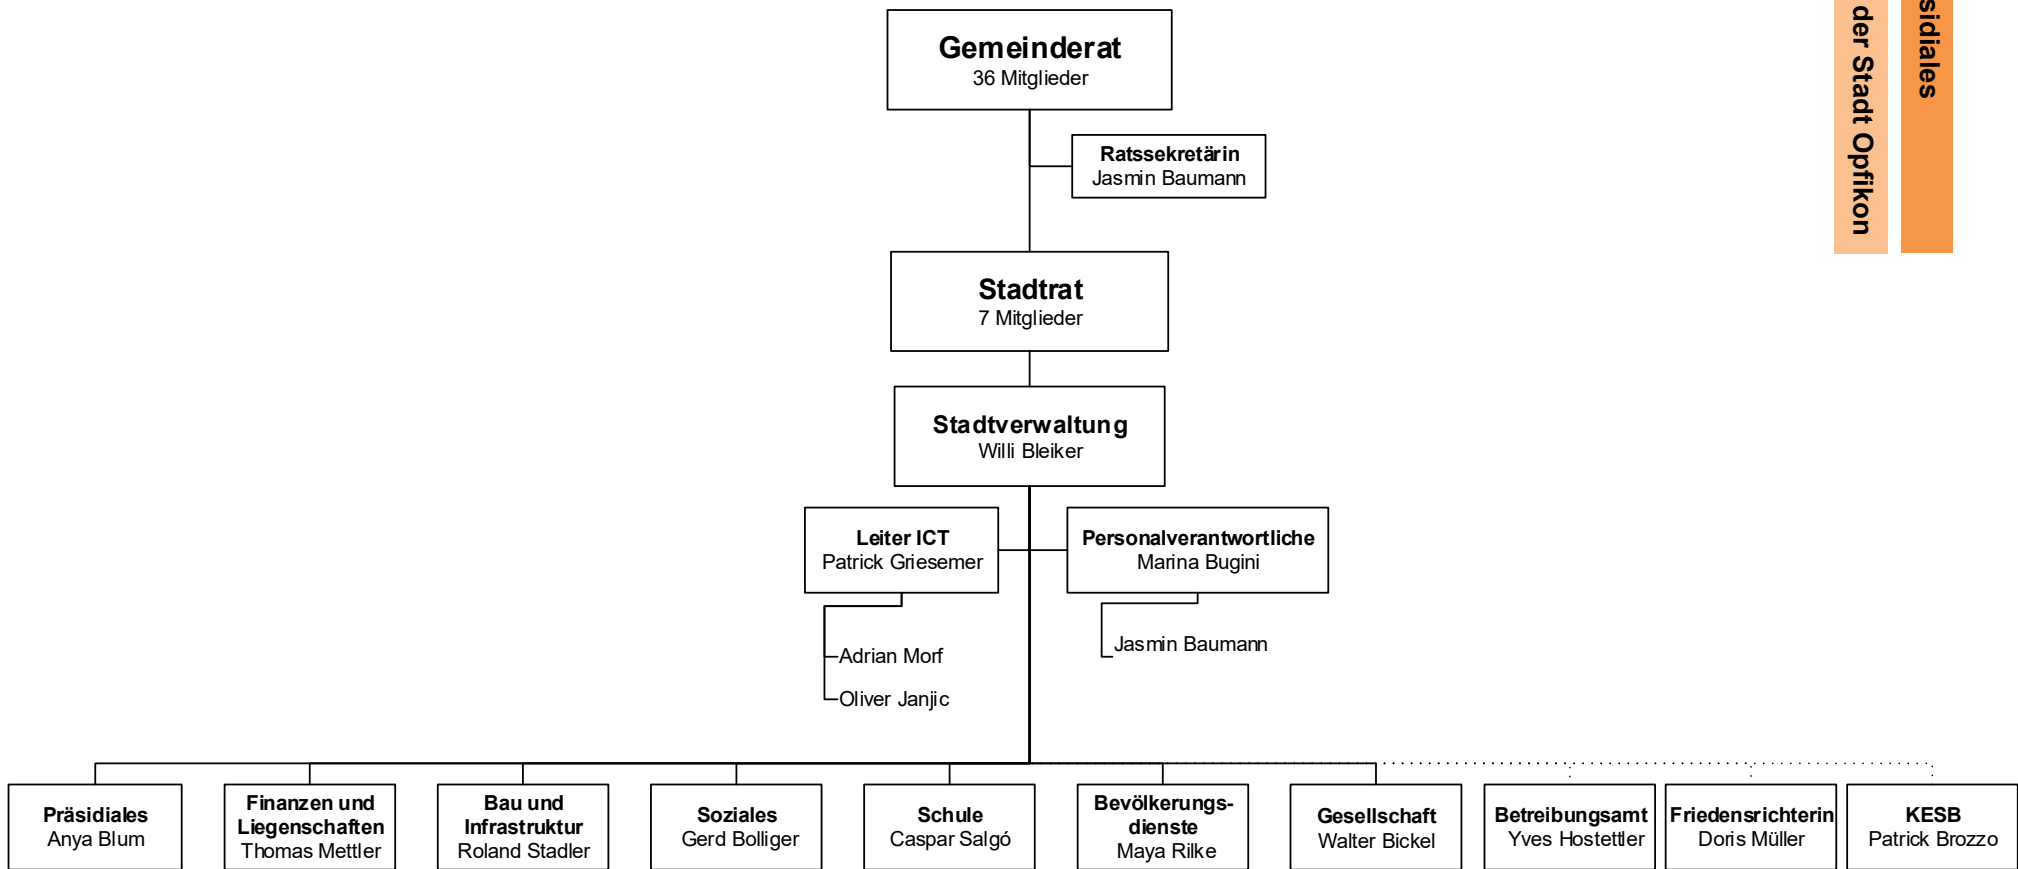 Gemeinderat
36 Mitglieder
Ratssekretärin
Jasmin Baumann
Stadtrat
7 Mitglieder
Stadtverwaltung
Willi Bleiker
Leiter ICT
Patrick Griesemer
Personalverantwortliche
Marina Bugini
Adrian Morf
Oliver Janjic
Jasmin Baumann
Präsidiales
Anya Blum
Finanzen und
Liegenschaften
Thomas Mettler
Bau und
Infrastruktur
Roland Stadler
Soziales
Gerd Bolliger
Schule
Caspar Salgó
Bevölkerungs-
dienste
Maya Rilke
Gesellschaft
Walter Bickel
Betreibungsamt
Yves Hostettler
Friedensrichterin
Doris Müller
KESB
Patrick Brozzo
sidiales
der Stadt Opfikon